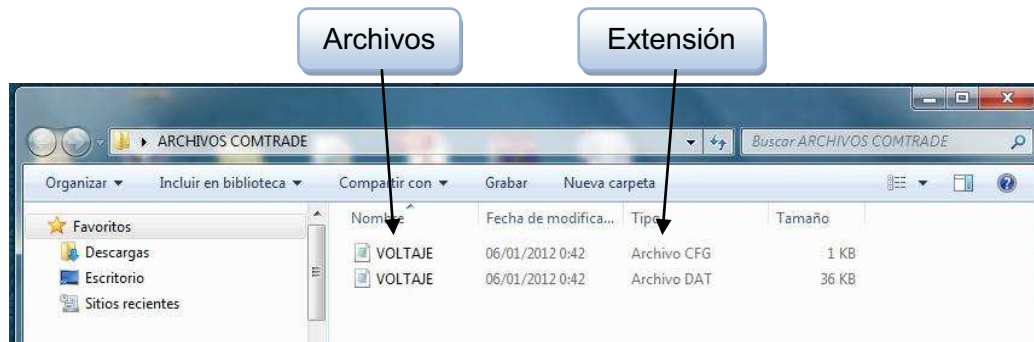 Archivos Extensión
ARCHIVOS COMTRADE Buscar ARCHIVOS COMTRADE
Organizar Incluir en biblioteca Compartir con Grabar Nueva carpeta
Favoritos
Descargas
Escritorio
Sitios recientes
Nombre Fecha de modifica... Tipo Tamaño
VOLTAJE 06/01/2012 0:42 Archivo CFG 1 KB
VOLTAJE 06/01/2012 0:42 Archivo DAT 36 KB